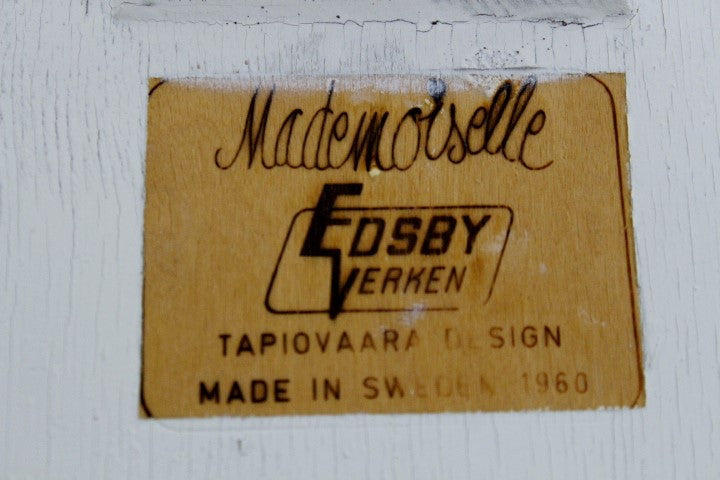 Mademoiselle
EDSBY
VERKEN
TAPIOVAARA DESIGN
MADE IN SWEDEN 1960